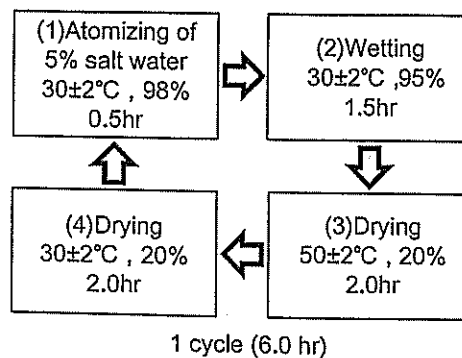 (1)Atomizing of
5% salt water
30±2°C , 98%
0.5hr
(2)Wetting
30±2°C ,95%
1.5hr
(3)Drying
50±2°C , 20%
2.0hr
(4)Drying
30±2°C , 20%
2.0hr
1 cycle (6.0 hr)